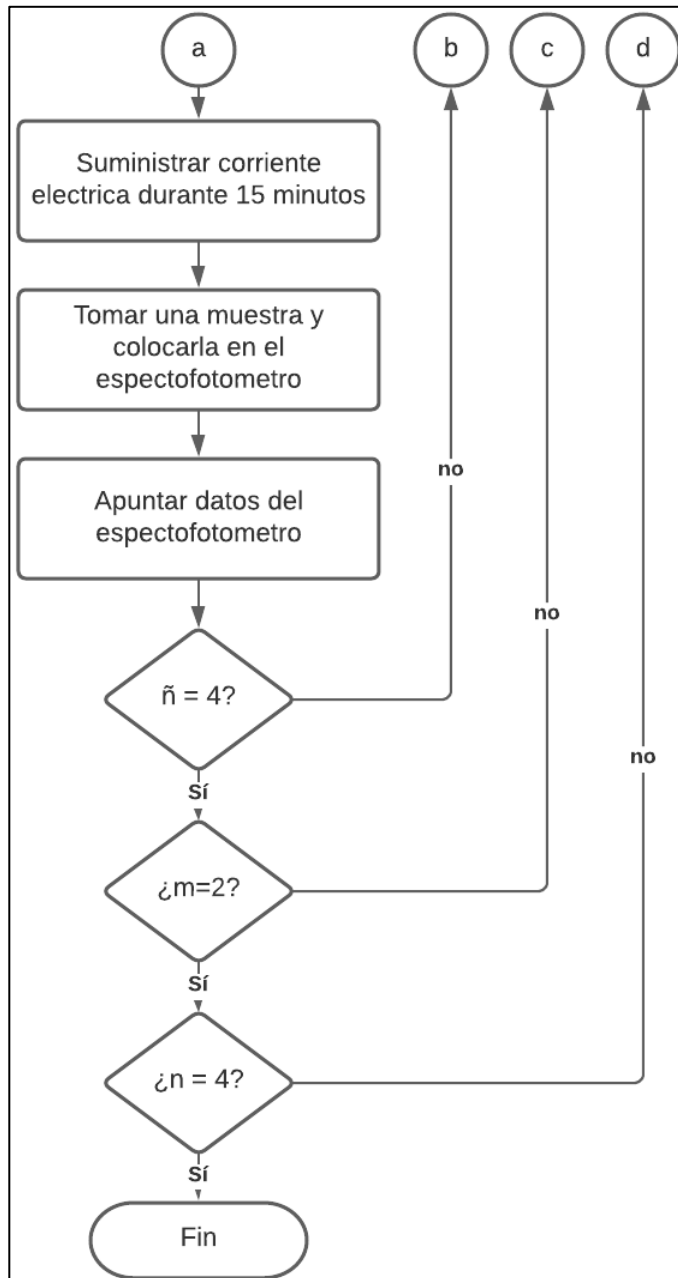 a
b
c
d
Suministrar corriente
electrica durante 15 minutos
Tomar una muestra y
colocarla en el
espectofotometro
Apuntar datos del
espectofotometro
no
ñ = 4?
no
Sí
no
¿m=2?
Sí
¿n = 4?
Sí
Fin